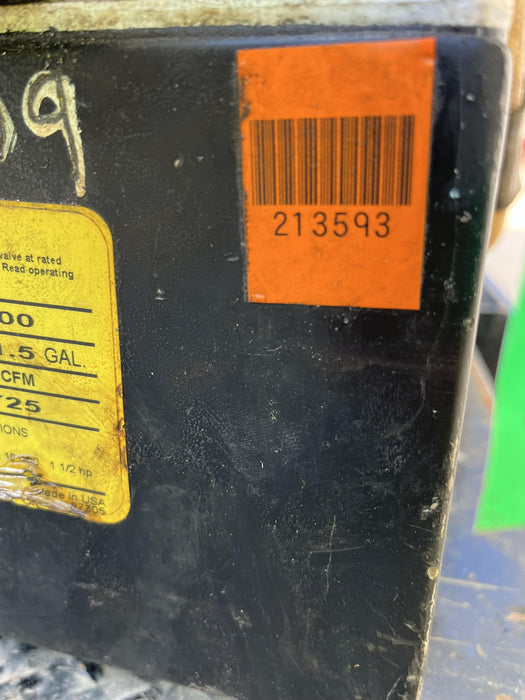 09
213593
valve at rated
Read operating
00
1.5 GAL.
CFM
725
IONS
1 1/2 hp
Made in USA
87305